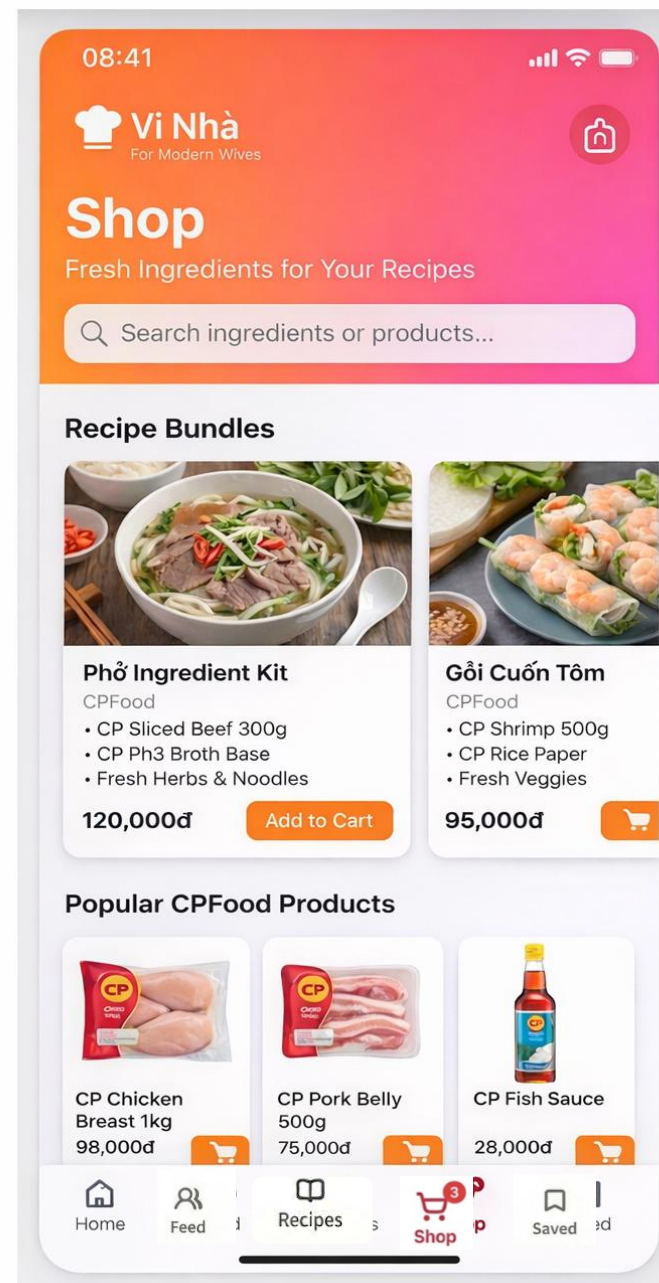 08:41
Vi Nhà
For Modern Wives
Shop
Fresh Ingredients for Your Recipes
Search ingredients or products...
Recipe Bundles
Phở Ingredient Kit
CPFood
• CP Sliced Beef 300g
• CP Ph3 Broth Base
• Fresh Herbs & Noodles
120,000đ
Add to Cart
Gỏi Cuốn Tôm
CPFood
• CP Shrimp 500g
• CP Rice Paper
• Fresh Veggies
95,000đ
Popular CPFood Products
CP
CP
CP
CP Chicken
Breast 1kg
98,000đ
CP Pork Belly
500g
75,000đ
CP Fish Sauce
28,000đ
Home
Feed
Recipes
3
Shop
Saved